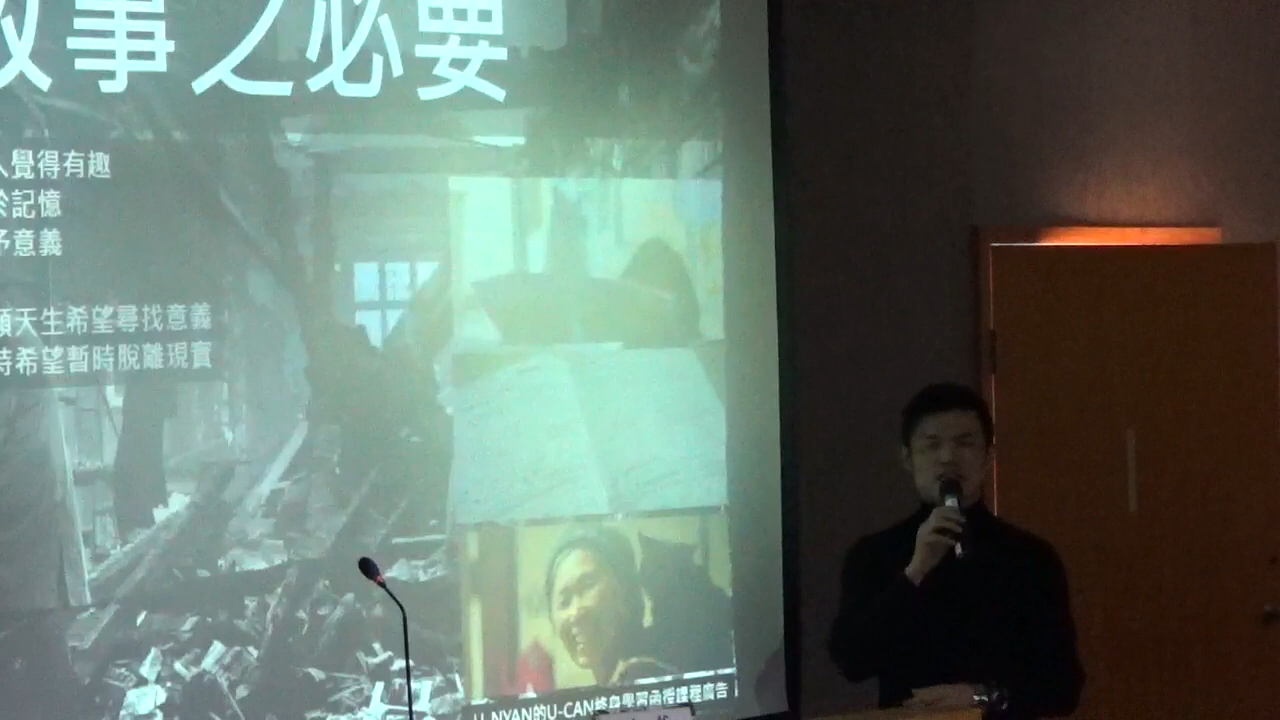 故事之必要
人覺得有趣
於記憶
予意義
類天生希望尋找意義
時希望暫時脫離現實
U-NYAN的U-CAN終身學習函授課程廣告